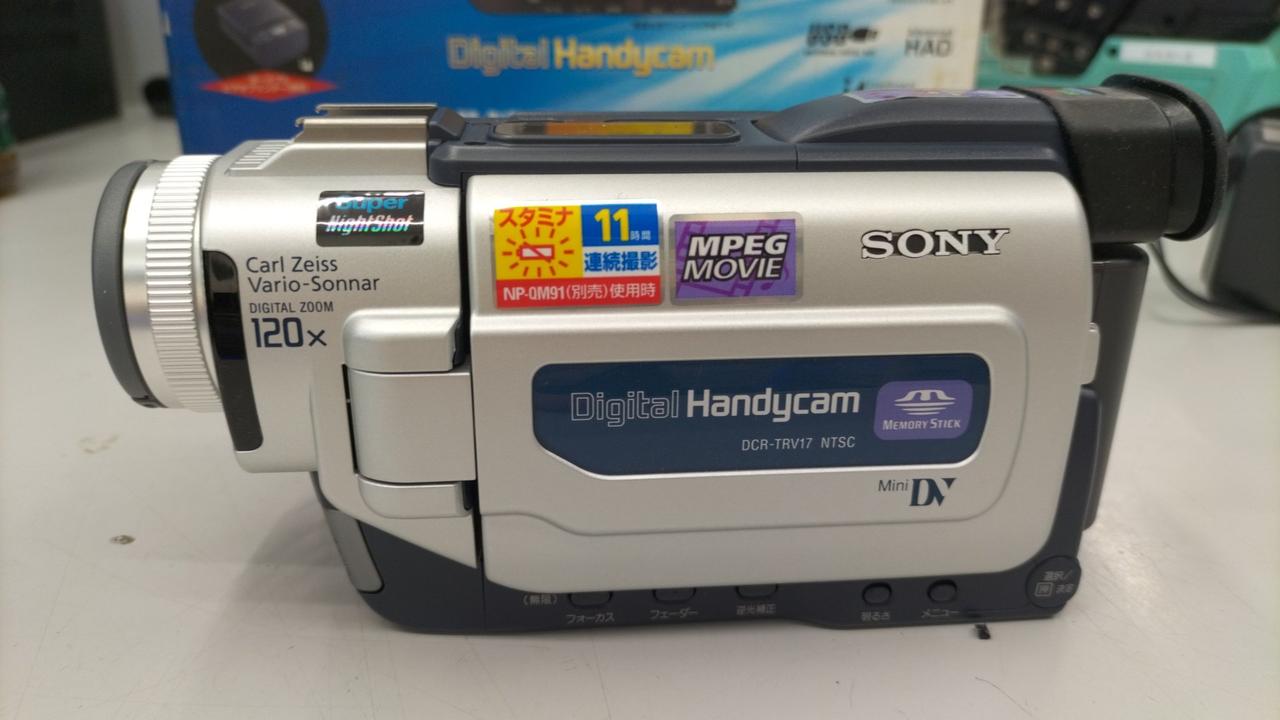 Digital Handycam
HAD
Super
NightShot
Carl Zeiss
Vario-Sonnar
DIGITAL ZOOM
120x
スタミナ
11時間
連続撮影
NP-QM91(別売)使用時
MPEG
MOVIE
SONY
Digital Handycam
MEMORY STICK
DCR-TRV17 NTSC
Mini DV
(無限)
フォーカス
フェーダー
逆光補正
明るさ
メニュー
選択/
押 決定